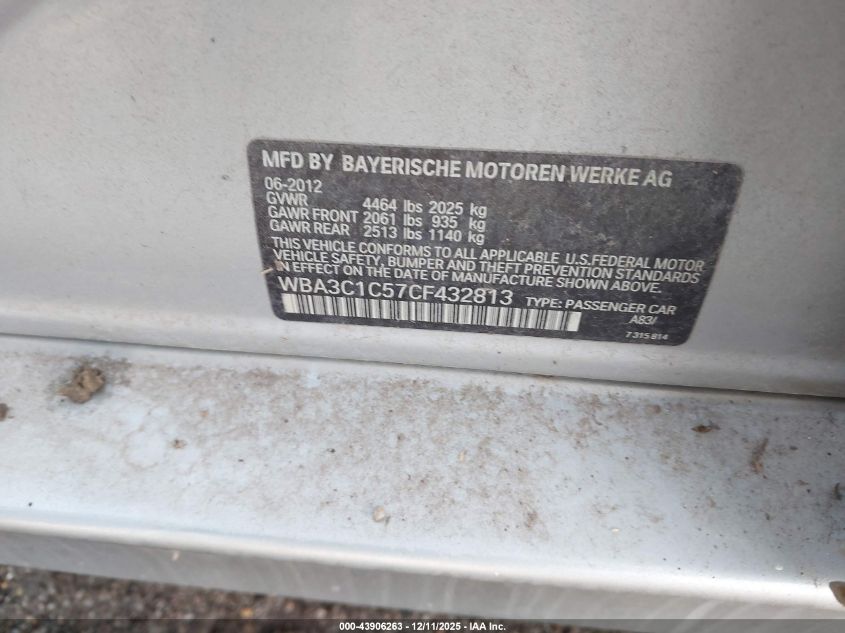 MFD BY BAYERISCHE MOTOREN WERKE AG
06-2012
GVWR 4464 lbs 2025 kg
GAWR FRONT 2061 lbs 935 kg
GAWR REAR 2513 lbs 1140 kg
THIS VEHICLE CONFORMS TO ALL APPLICABLE U.S.FEDERAL MOTOR
VEHICLE SAFETY, BUMPER AND THEFT PREVENTION STANDARDS
IN EFFECT ON THE DATE OF MANUFACTURE SHOWN ABOVE.
WBA3C1C57CF432813 TYPE: PASSENGER CAR
A83/
7 315 814
000-43906263 - 12/11/2025 - IAA Inc.